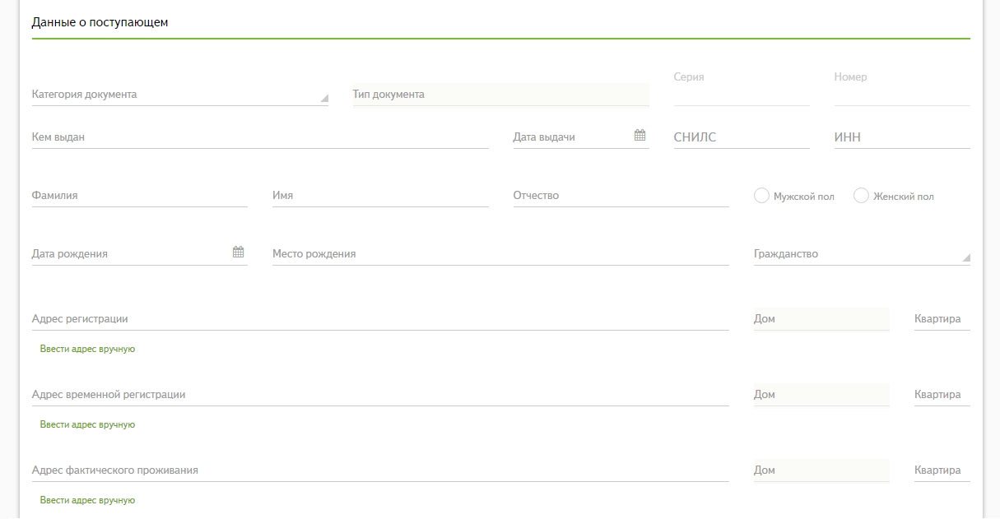 Данные о поступающем
Категория документа Тип документа Серия Номер
Кем выдан Дата выдачи СНИЛС ИНН
Фамилия Имя Отчество Мужской пол Женский пол
Дата рождения Место рождения Гражданство
Адрес регистрации Дом Квартира
Ввести адрес вручную
Адрес временной регистрации Дом Квартира
Ввести адрес вручную
Адрес фактического проживания Дом Квартира
Ввести адрес вручную